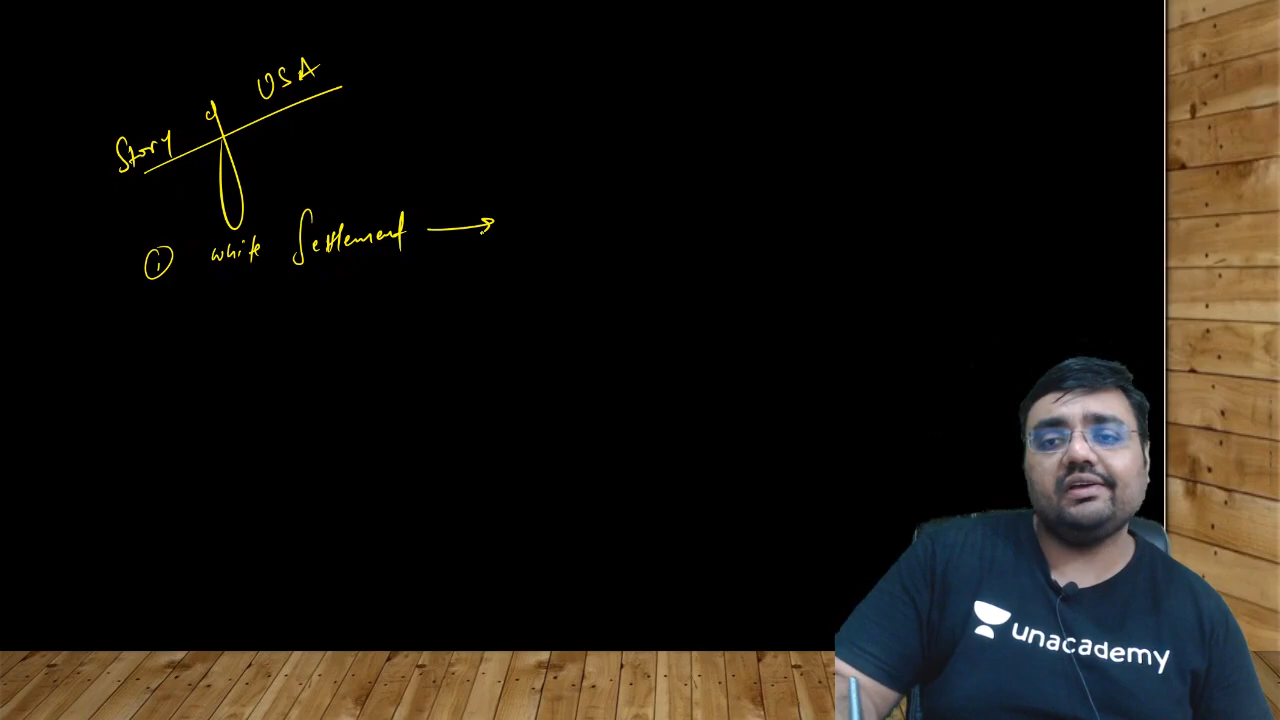 Story of USA
① white Settlement →
unacademy